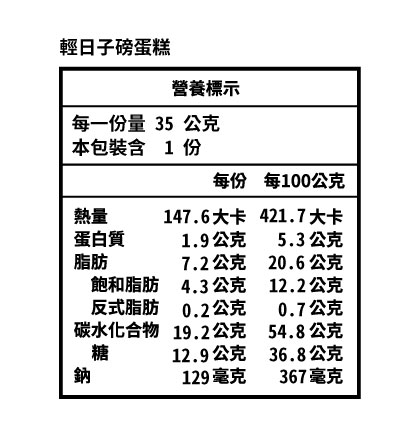 輕日子磅蛋糕
營養標示
每一份量 35 公克
本包裝含 1 份
每份 每100公克
熱量 147.6大卡 421.7大卡
蛋白質 1.9公克 5.3公克
脂肪 7.2公克 20.6公克
飽和脂肪 4.3公克 12.2公克
反式脂肪 0.2公克 0.7公克
碳水化合物 19.2公克 54.8公克
糖 12.9公克 36.8公克
鈉 129毫克 367毫克